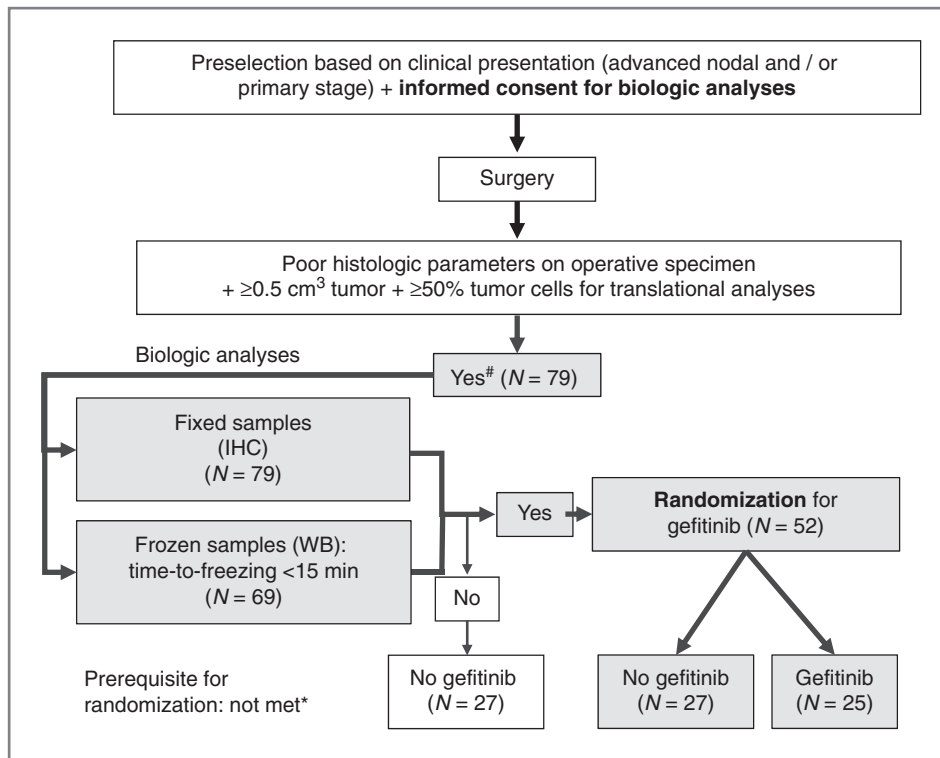 Preselection based on clinical presentation (advanced nodal and / or
primary stage) + informed consent for biologic analyses
Surgery
Poor histologic parameters on operative specimen
+ ≥0.5 cm³ tumor + ≥50% tumor cells for translational analyses
Biologic analyses
Yes# (N = 79)
Fixed samples
(IHC)
(N = 79)
Yes
Randomization for
gefitinib (N = 52)
Frozen samples (WB):
time-to-freezing <15 min
(N = 69)
No
Prerequisite for
randomization: not met*
No gefitinib
(N = 27)
No gefitinib
(N = 27)
Gefitinib
(N = 25)